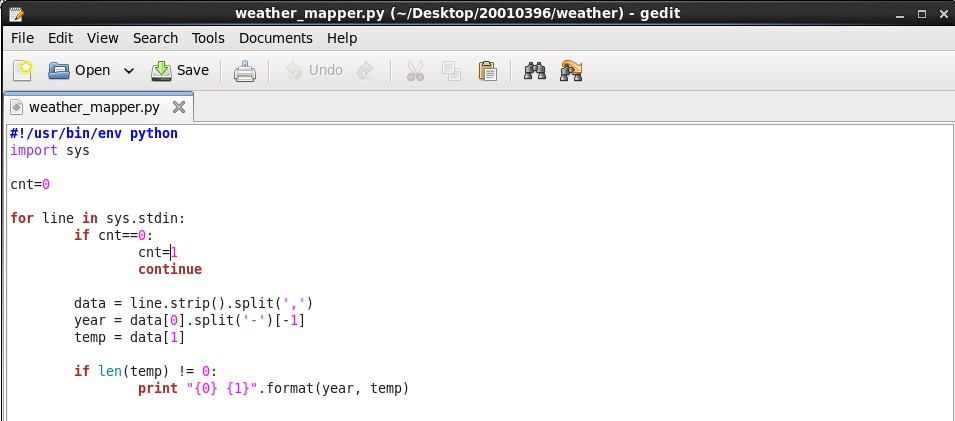 weather_mapper.py (~/Desktop/20010396/weather) - gedit
File Edit View Search Tools Documents Help
Open Save Undo
weather_mapper.py
#!/usr/bin/env python
import sys
cnt=0
for line in sys.stdin:
        if cnt==0:
                cnt=1
                continue
        data = line.strip().split(',')
        year = data[0].split('-')[-1]
        temp = data[1]
        if len(temp) != 0:
                print "{0} {1}".format(year, temp)